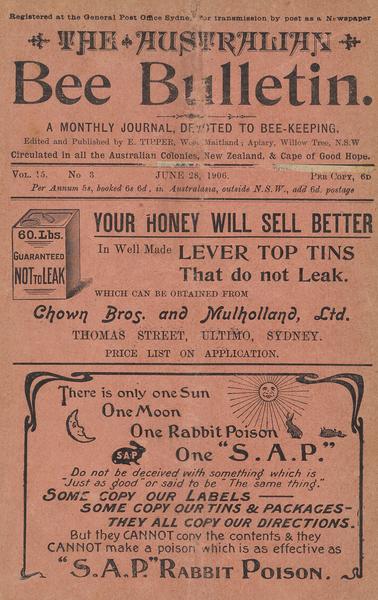 Registered at the General Post Office Sydney, for transmission by post as a Newspaper
THE AUSTRALIAN
Bee Bulletin.
A MONTHLY JOURNAL, DEVOTED TO BEE-KEEPING,
Edited and Published by E. TIPPER, West Maitland; Apiary, Willow Tree, N.S.W
Circulated in all the Australian Colonies, New Zealand, & Cape of Good Hope.
VOL. 15. No 3 JUNE 28, 1906. PER COPY, 6D
Per Annum 5s, booked 6s 6d, in Australasia, outside N.S.W., add 6d. postage
60.Lbs.
GUARANTEED
NOT TO LEAK
YOUR HONEY WILL SELL BETTER
In Well Made LEVER TOP TINS
That do not Leak.
WHICH CAN BE OBTAINED FROM
Chown Bros. and Mulholland, Ltd.
THOMAS STREET, ULTIMO, SYDNEY.
PRICE LIST ON APPLICATION.
There is only one Sun
One Moon
One Rabbit Poison
S.A.P
One "S.A.P."
Do not be deceived with something which is
"Just as good" or said to be "The same thing."
SOME COPY OUR LABELS —
SOME COPY OUR TINS & PACKAGES—
THEY ALL COPY OUR DIRECTIONS.
But they CANNOT copy the contents & they
CANNOT make a poison which is as effective as
"S.A.P." RABBIT POISON.